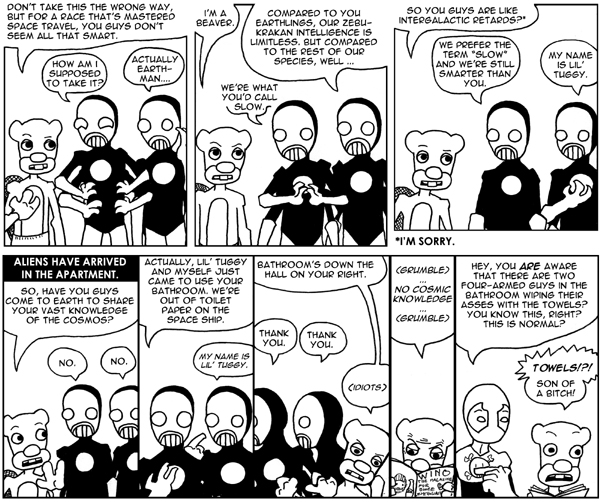 DON'T TAKE THIS THE WRONG WAY,
BUT FOR A RACE THAT'S MASTERED
SPACE TRAVEL, YOU GUYS DON'T
SEEM ALL THAT SMART.
HOW AM I
SUPPOSED
TO TAKE IT?
ACTUALLY
EARTH-
MAN....
I'M A
BEAVER.
COMPARED TO YOU
EARTHLINGS, OUR ZEBU-
KRAKAN INTELLIGENCE IS
LIMITLESS. BUT COMPARED
TO THE REST OF OUR
SPECIES, WELL ...
WE'RE WHAT
YOU'D CALL
SLOW.
SO YOU GUYS ARE LIKE
INTERGALACTIC RETARDS?*
WE PREFER THE
TERM "SLOW"
AND WE'RE STILL
SMARTER THAN
YOU.
MY NAME
IS LIL'
TUGGY.
*I'M SORRY.
ALIENS HAVE ARRIVED
IN THE APARTMENT.
SO, HAVE YOU GUYS
COME TO EARTH TO SHARE
YOUR VAST KNOWLEDGE
OF THE COSMOS?
NO.
NO.
ACTUALLY, LIL' TUGGY
AND MYSELF JUST
CAME TO USE YOUR
BATHROOM. WE'RE
OUT OF TOILET
PAPER ON THE
SPACE SHIP.
MY NAME IS
LIL' TUGGY.
BATHROOM'S DOWN THE
HALL ON YOUR RIGHT.
THANK
YOU.
THANK
YOU.
(IDIOTS)
(GRUMBLE)
...
NO COSMIC
KNOWLEDGE
...
(GRUMBLE)
WINO
THE MAGAZINE
FOR
HEY, YOU ARE AWARE
THAT THERE ARE TWO
FOUR-ARMED GUYS IN THE
BATHROOM WIPING THEIR
ASSES WITH THE TOWELS?
YOU KNOW THIS, RIGHT?
THIS IS NORMAL?
TOWELS!?!
SON OF
A BITCH!